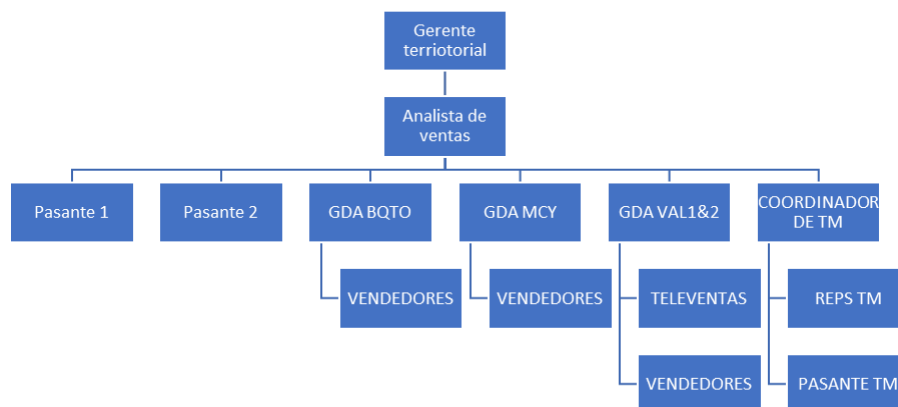 Gerente
terriotorial
Analista de
ventas
Pasante 1
Pasante 2
GDA BQTO
GDA MCY
GDA VAL1&2
COORDINADOR
DE TM
VENDEDORES
VENDEDORES
TELEVENTAS
REPS TM
VENDEDORES
PASANTE TM